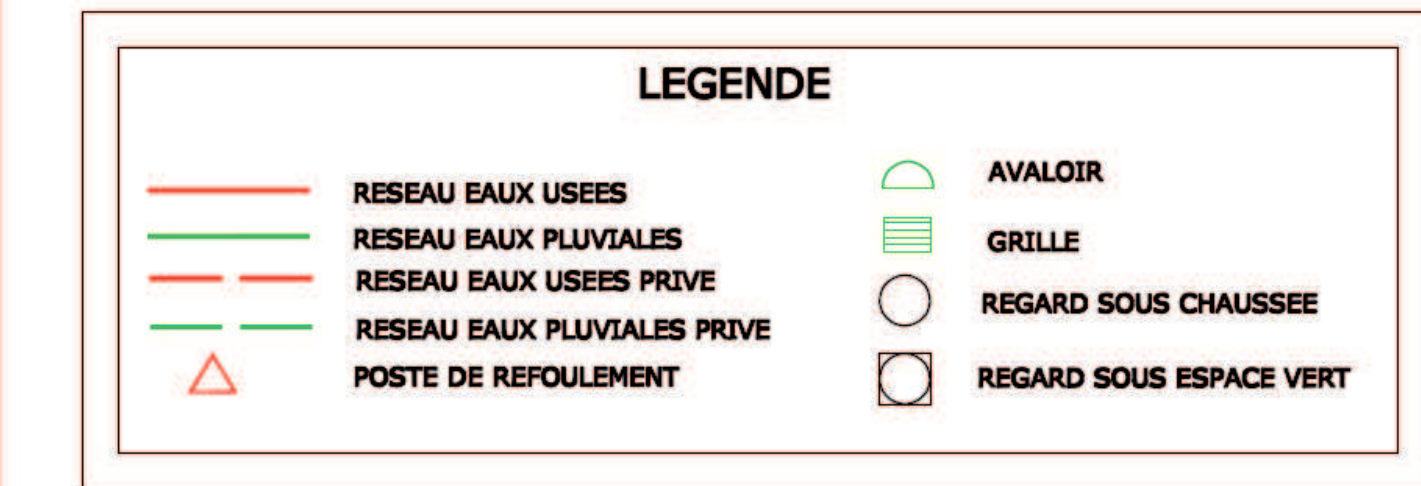 LEGENDE
RESEAU EAUX USEES
RESEAU EAUX PLUVIALES
RESEAU EAUX USEES PRIVE
RESEAU EAUX PLUVIALES PRIVE
POSTE DE REFOULEMENT
AVALOIR
GRILLE
REGARD SOUS CHAUSSEE
REGARD SOUS ESPACE VERT